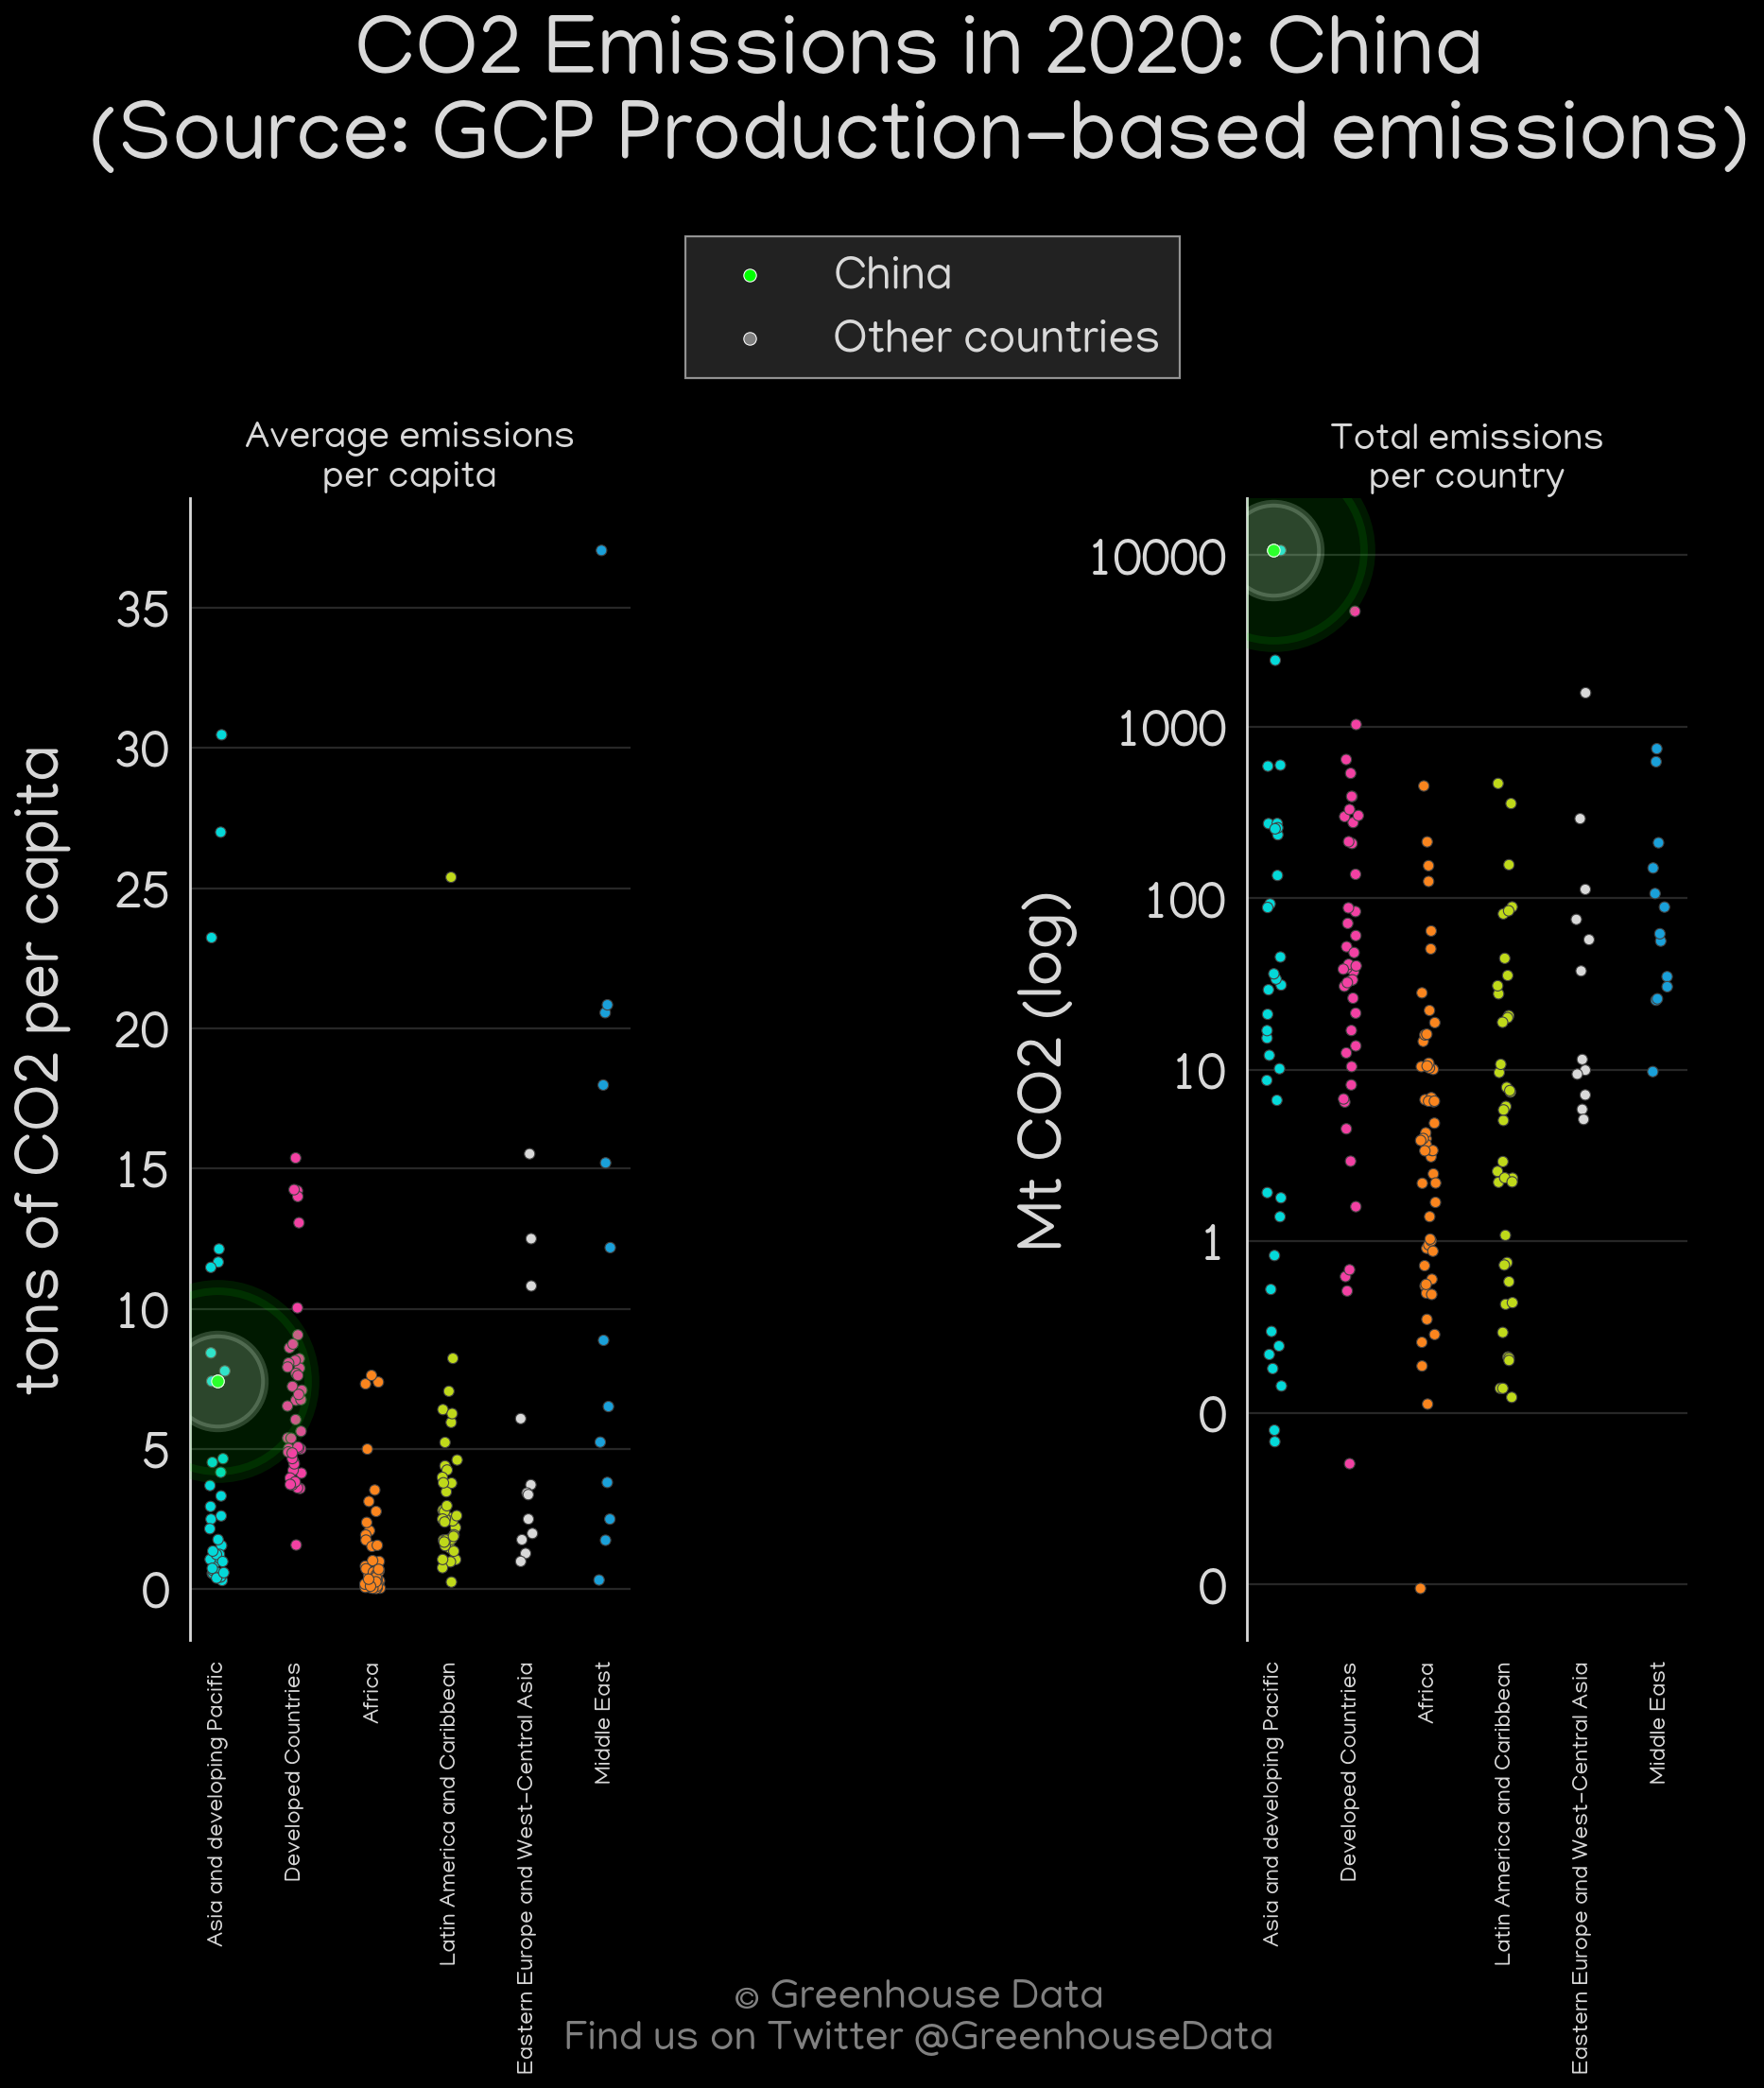 CO2 Emissions in 2020: China
(Source: GCP Production-based emissions)
China
Other countries
Average emissions
per capita
tons of CO2 per capita
35
30
25
20
15
10
5
0
Asia and developing Pacific
Developed Countries
Africa
Latin America and Caribbean
Eastern Europe and West-Central Asia
Middle East
Total emissions
per country
Mt CO2 (log)
10000
1000
100
10
1
0
0
Asia and developing Pacific
Developed Countries
Africa
Latin America and Caribbean
Eastern Europe and West-Central Asia
Middle East
© Greenhouse Data
Find us on Twitter @GreenhouseData